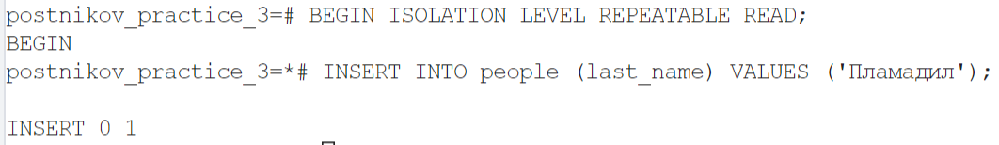 postnikov_practice_3=# BEGIN ISOLATION LEVEL REPEATABLE READ;
BEGIN
postnikov_practice_3=*# INSERT INTO people (last_name) VALUES ('Пламадил');
INSERT 0 1